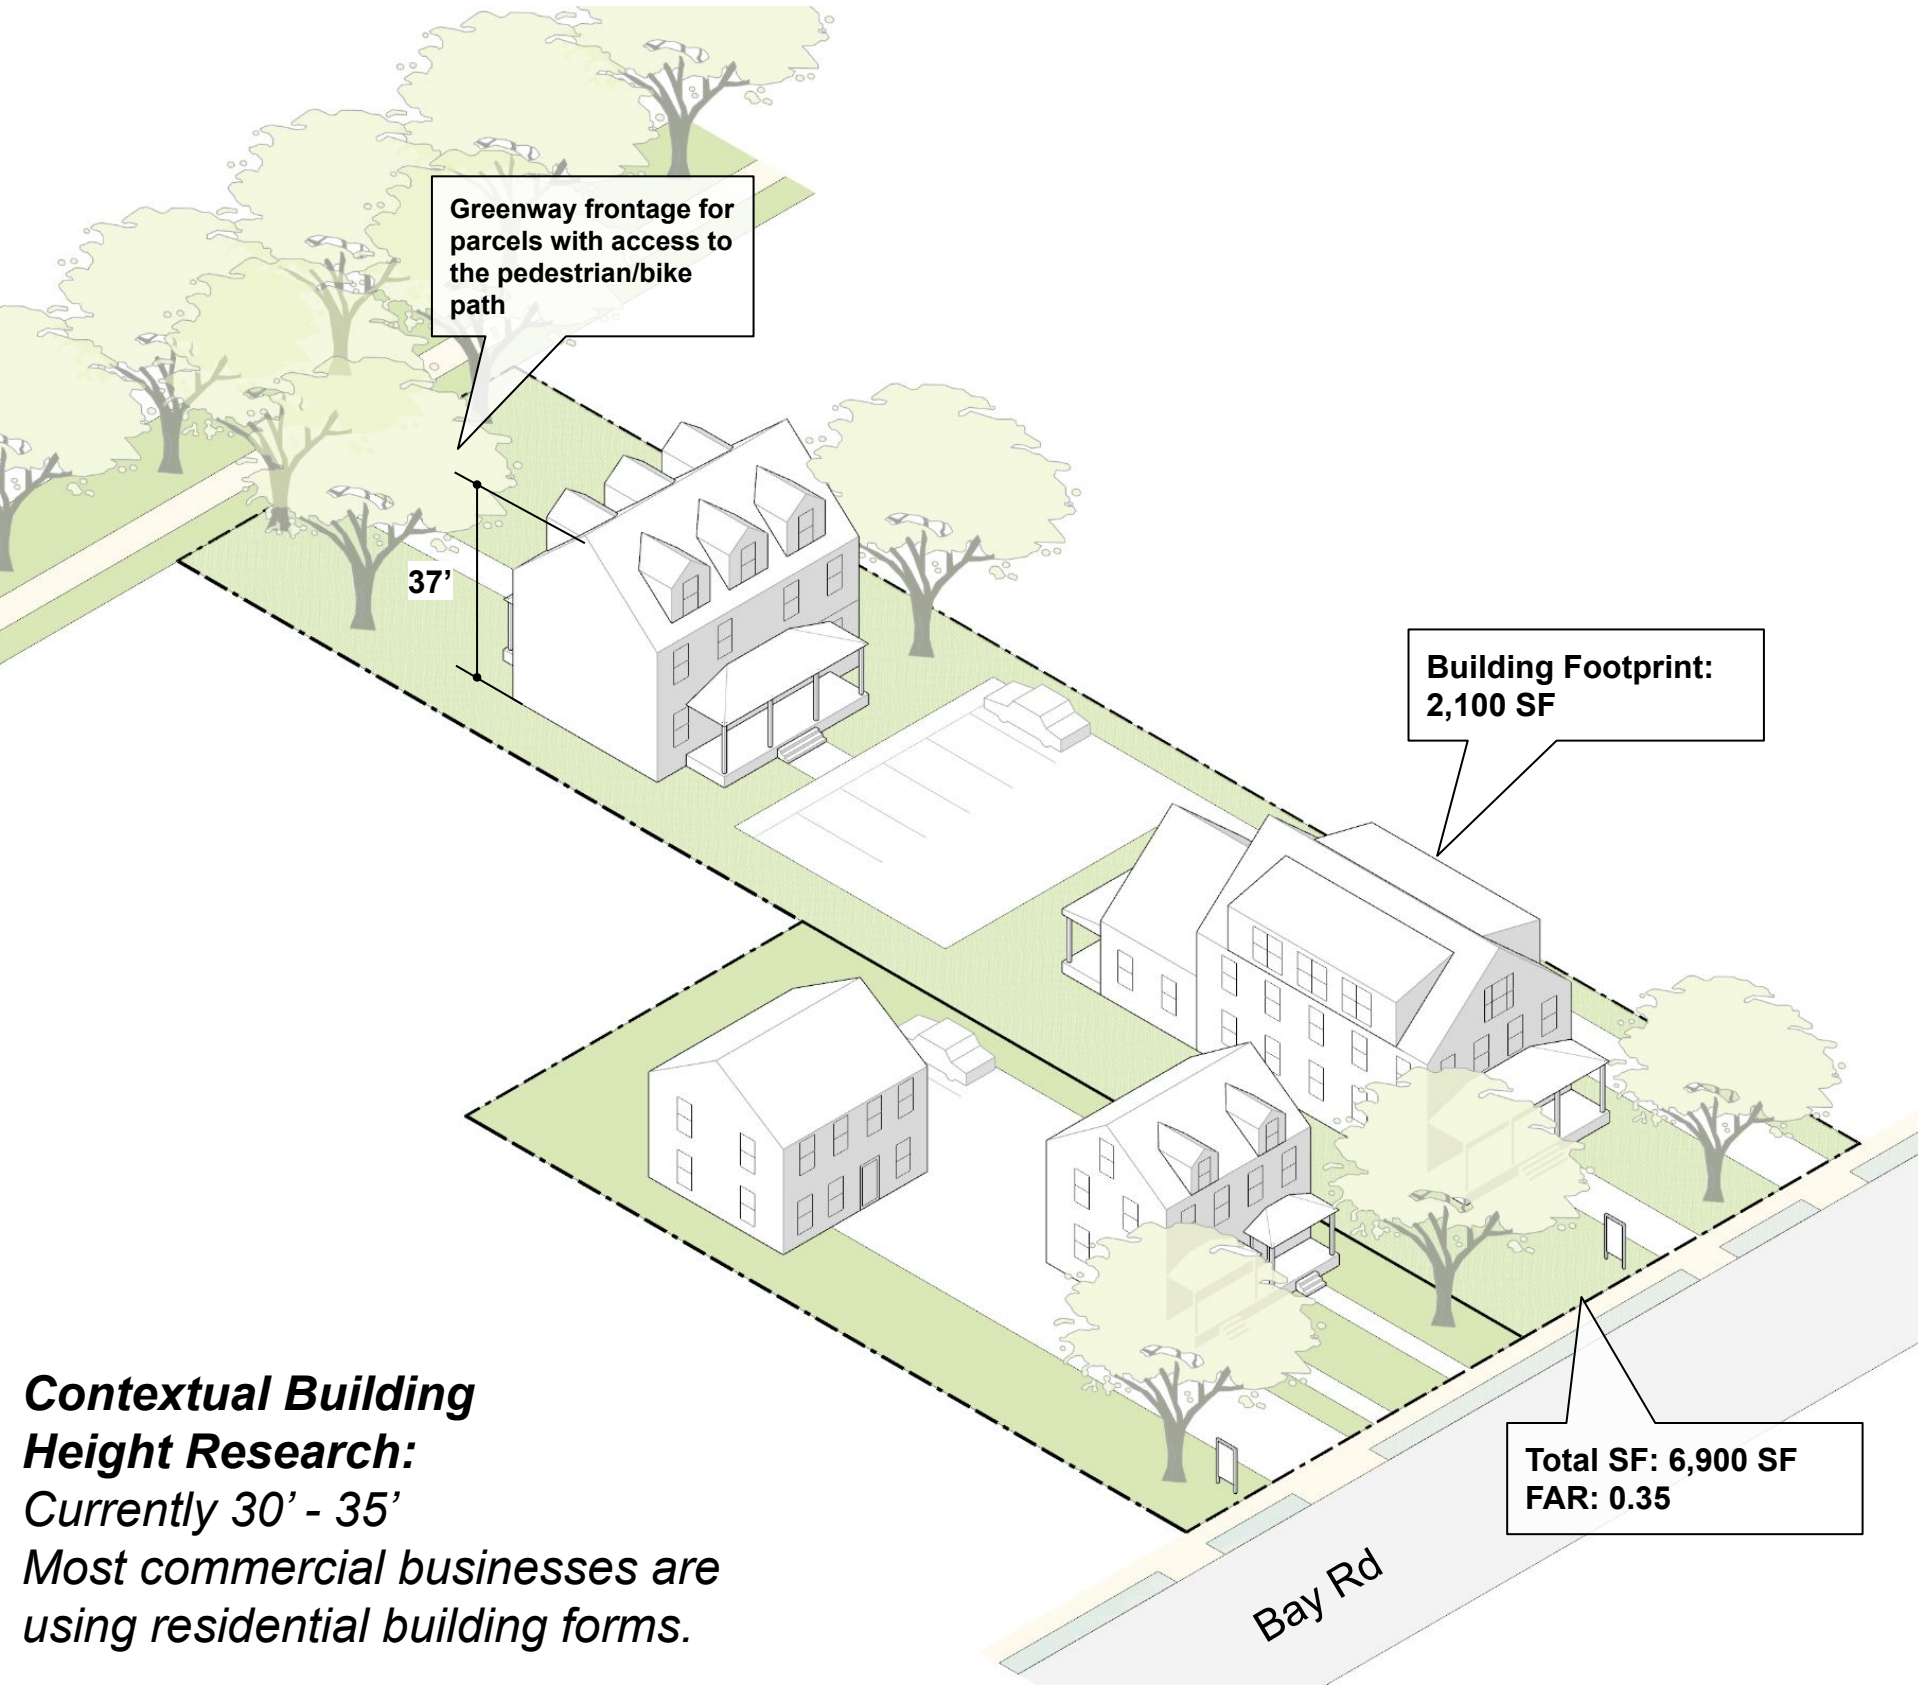 Greenway frontage for
parcels with access to
the pedestrian/bike
path
37’
Building Footprint:
2,100 SF
Total SF: 6,900 SF
FAR: 0.35
Bay Rd
Contextual Building
Height Research:
Currently 30’ - 35’
Most commercial businesses are
using residential building forms.